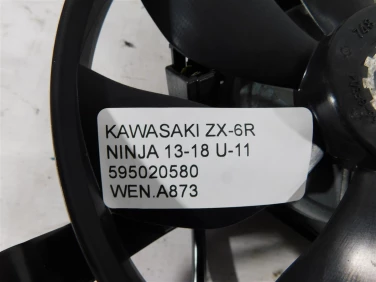 KAWASAKI ZX-6R
NINJA 13-18 U-11
595020580
WEN.A873